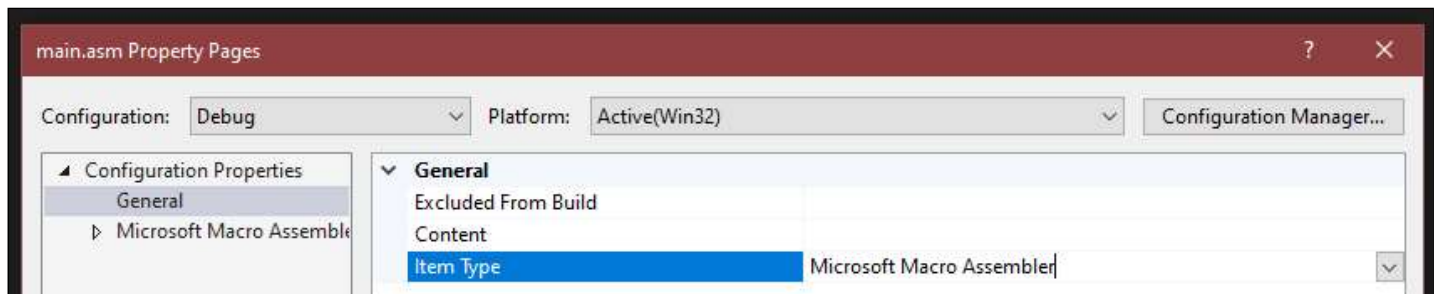 main.asm Property Pages ? ×
Configuration: Debug Platform: Active(Win32) Configuration Manager...
Configuration Properties
General
Microsoft Macro Assemble
General
Excluded From Build
Content
Item Type Microsoft Macro Assembler